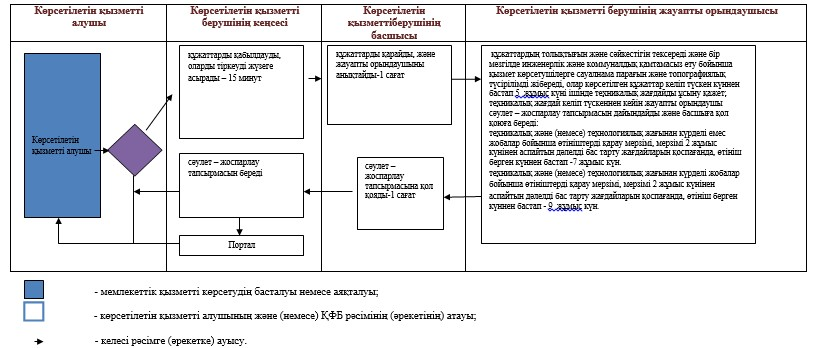 Көрсетілетін қызметті
алушы
Көрсетілетін қызметті
берушінің кеңсесі
Көрсетілетін
қызметтіберушінің
басшысы
Көрсетілетін қызметті берушінің жауапты орындаушысы
Көрсетілетін
қызметті алушы
құжаттарды қабылдауды,
оларды тіркеуді жүзеге
асырады – 15 минут
құжаттарды қарайды, және
жауапты орындаушыны
анықтайды-1 сағат
құжаттардың толықтығын және сәйкестігін тексереді және бір
мезгілде инженерлік және коммуналдық қамтамасыз ету бойынша
қызмет көрсетушілерге сауалнама парағын және топографиялық
түсірілімді жібереді, олар көрсетілген құжаттар келіп түскен күннен
бастап 5 жұмыс күні ішінде техникалық жағдайды ұсыну қажет;
техникалық жағдай келіп түскеннен кейін жауапты орындаушы
сәулет – жоспарлау тапсырмасын дайындайды және басшыға қол
қоюға береді:
техникалық және (немесе) технологиялық жағынан күрделі емес
жобалар бойынша өтініштерді қарау мерзімі, мерзімі 2 жұмыс
күнінен аспайтын дәлелді бас тарту жағдайларын қоспағанда, өтініш
берген күннен бастап -7 жұмыс күн.
техникалық және (немесе) технологиялық жағынан күрделі жобалар
бойынша өтініштерді қарау мерзімі, мерзімі 2 жұмыс күнінен
аспайтын дәлелді бас тарту жағдайларын қоспағанда, өтініш берген
күннен бастап - 9 жұмыс күн.
сәулет – жоспарлау
тапсырмасын береді
сәулет –
жоспарлау
тапсырмасына қол
қояды-1 сағат
Портал
- мемлекеттік қызметті көрсетудің басталуы немесе аяқталуы;
- көрсетілетін қызметті алушының және (немесе) ҚФБ рәсімінің (әрекетінің) атауы;
- келесі рәсімге (әрекетке) ауысу.